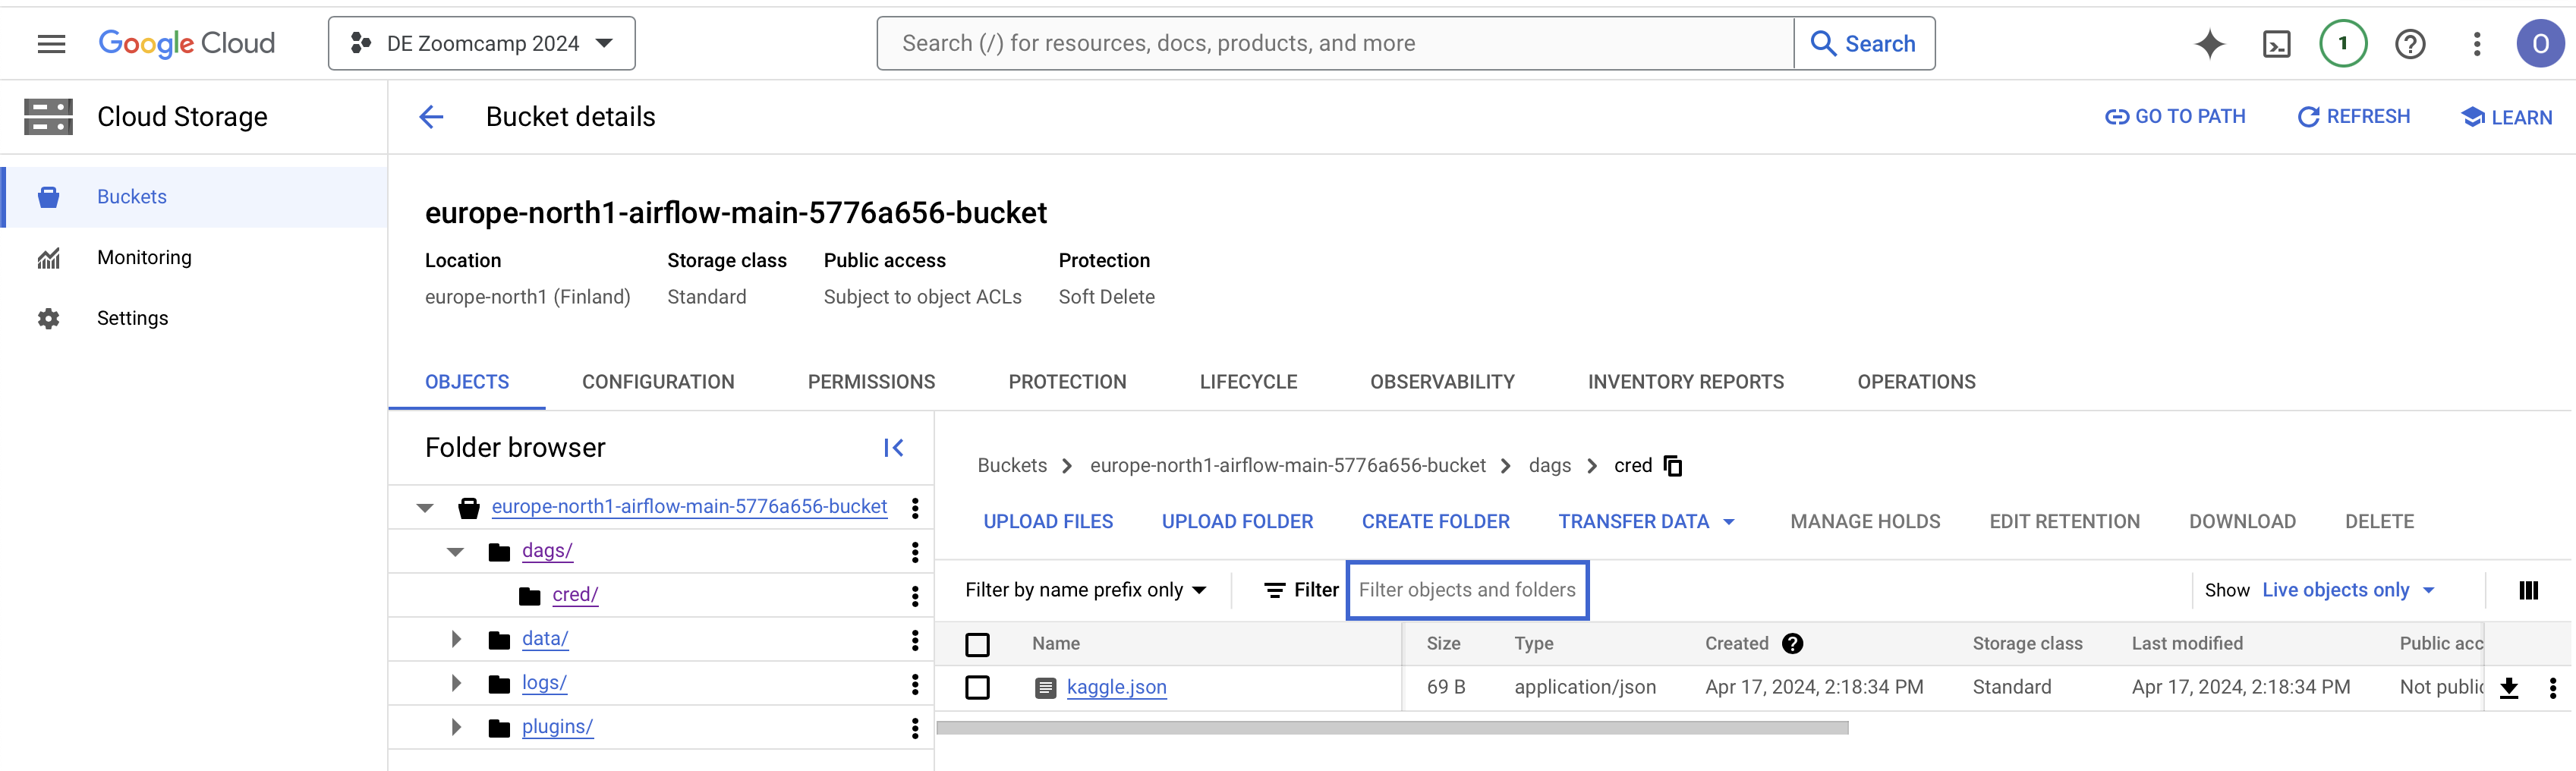 Google Cloud
DE Zoomcamp 2024
Search (/) for resources, docs, products, and more
Search
1
O
Cloud Storage
Bucket details
GO TO PATH
REFRESH
LEARN
Buckets
Monitoring
Settings
europe-north1-airflow-main-5776a656-bucket
Location Storage class Public access Protection
europe-north1 (Finland) Standard Subject to object ACLs Soft Delete
OBJECTS CONFIGURATION PERMISSIONS PROTECTION LIFECYCLE OBSERVABILITY INVENTORY REPORTS OPERATIONS
Folder browser
europe-north1-airflow-main-5776a656-bucket
dags/
cred/
data/
logs/
plugins/
Buckets > europe-north1-airflow-main-5776a656-bucket > dags > cred
UPLOAD FILES UPLOAD FOLDER CREATE FOLDER TRANSFER DATA MANAGE HOLDS EDIT RETENTION DOWNLOAD DELETE
Filter by name prefix only Filter Filter objects and folders Show Live objects only
Name Size Type Created Storage class Last modified Public acc
kaggle.json 69 B application/json Apr 17, 2024, 2:18:34 PM Standard Apr 17, 2024, 2:18:34 PM Not public